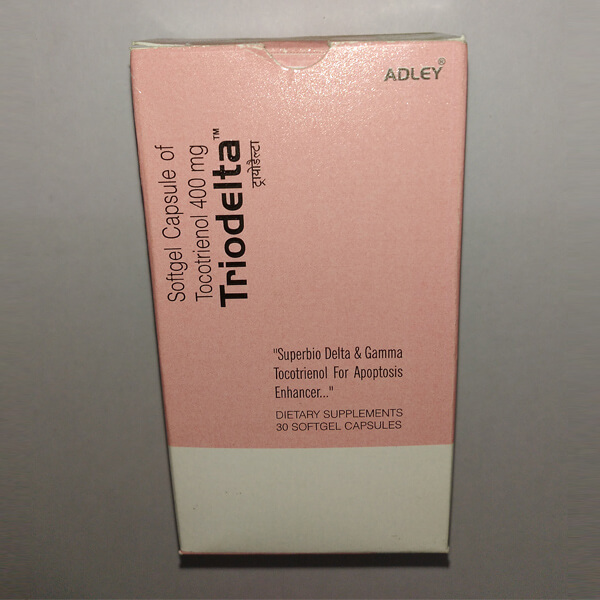 ADLEY®
Softgel Capsule of
Tocotrienol 400 mg
Triodelta™
ट्रायोडैल्टा
"Superbio Delta & Gamma
Tocotrienol For Apoptosis
Enhancer..."
DIETARY SUPPLEMENTS
30 SOFTGEL CAPSULES